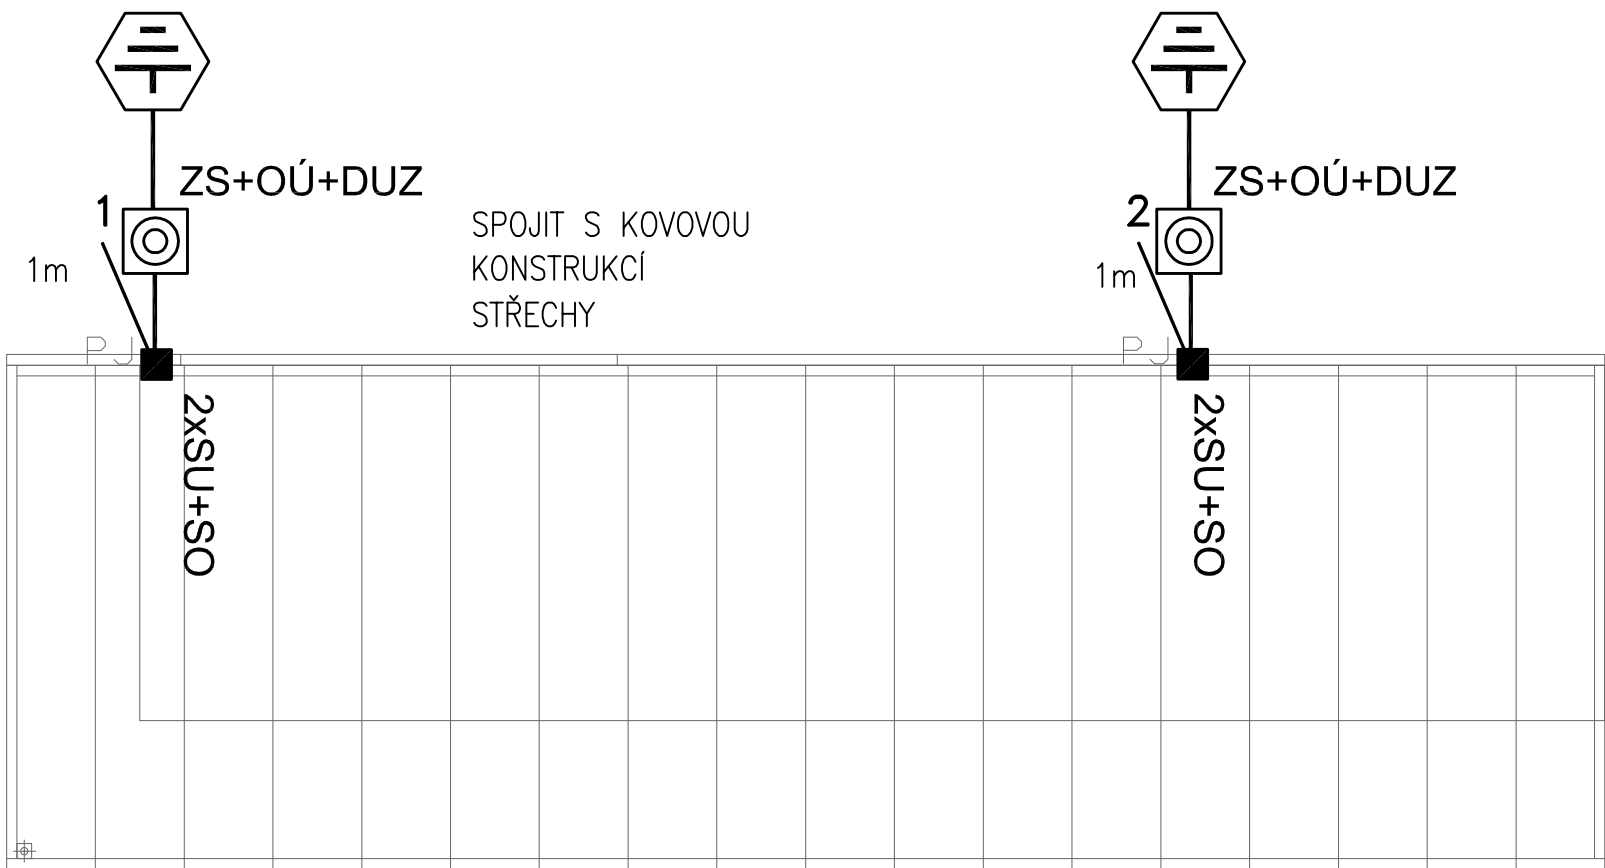 ZS+OÚ+DUZ
1
1m
SPOJIT S KOVOVOU
KONSTRUKCÍ
STŘECHY
ZS+OÚ+DUZ
2
1m
PJ
PJ
2xSU+SO
2xSU+SO